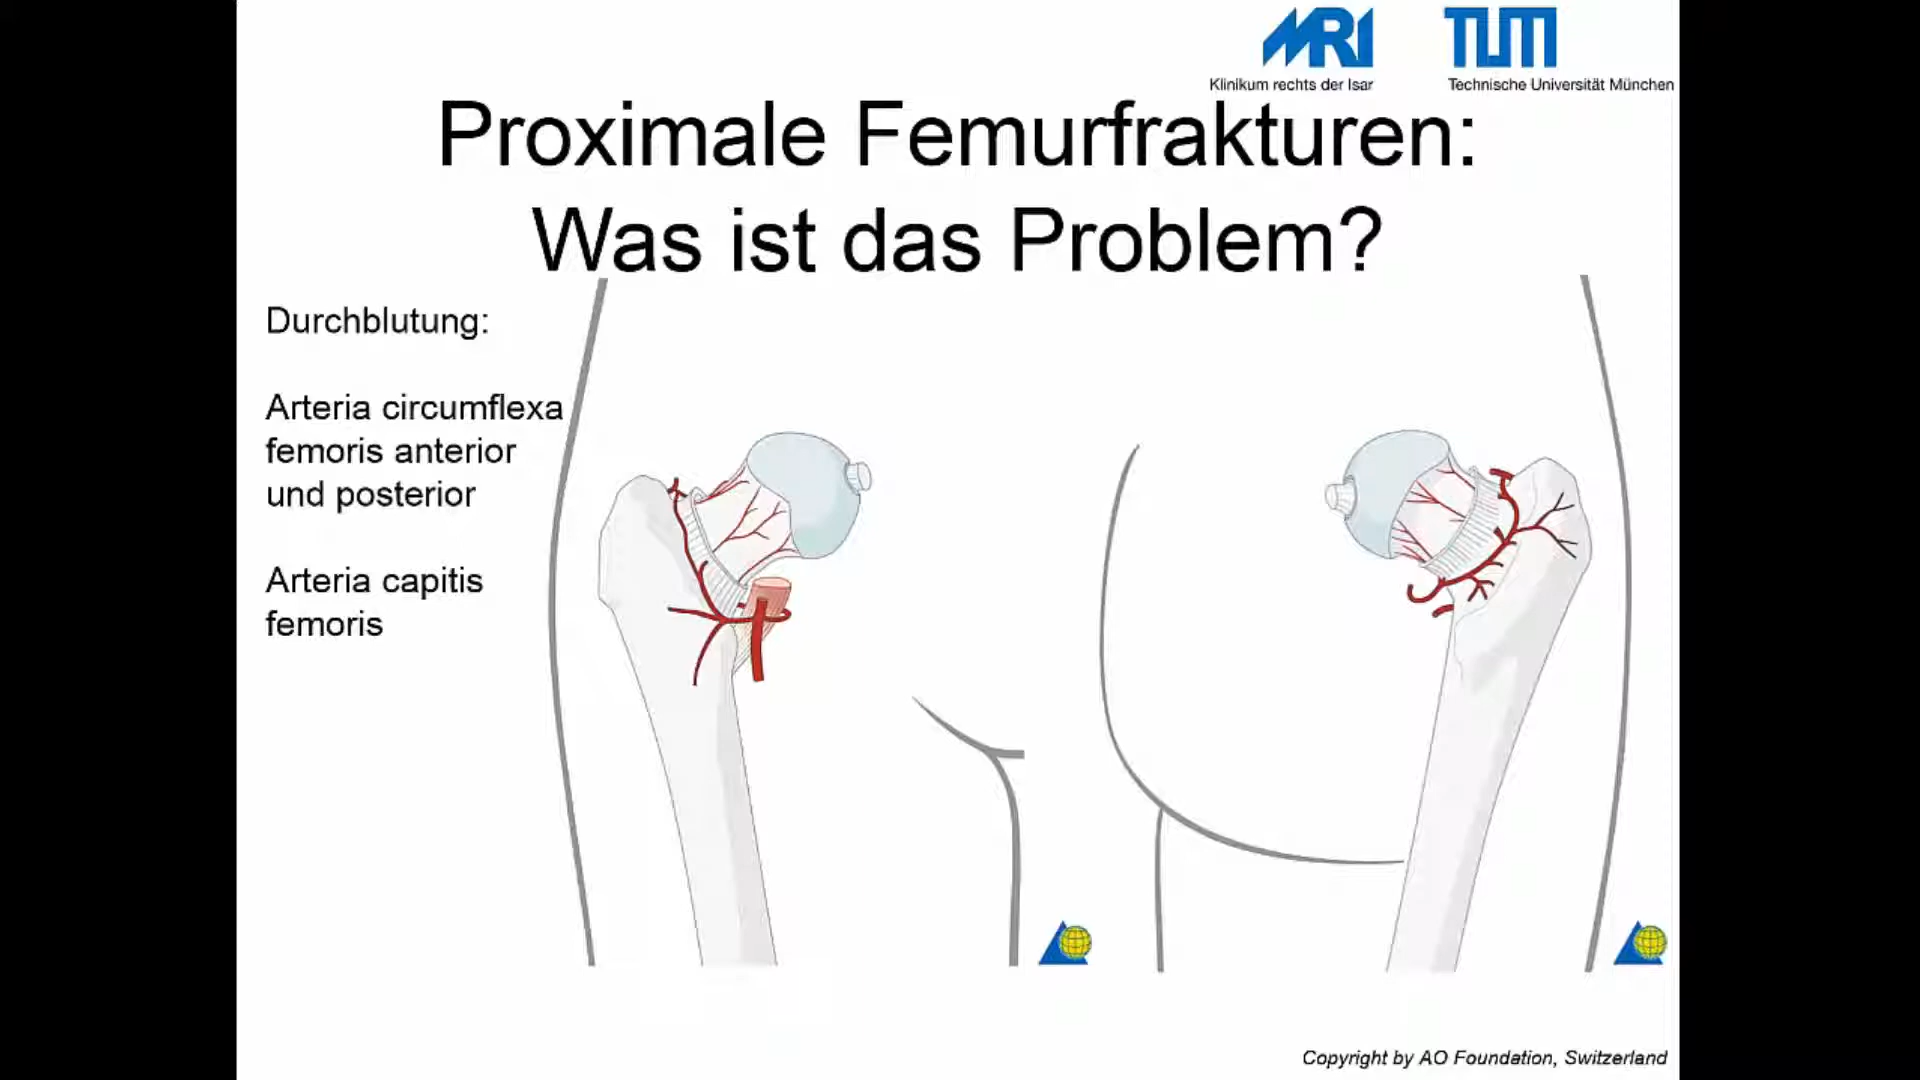 MRI
TUM
Klinikum rechts der Isar
Technische Universität München
Proximale Femurfrakturen:
Was ist das Problem?
Durchblutung:
Arteria circumflexa
femoris anterior
und posterior
Arteria capitis
femoris
Copyright by AO Foundation, Switzerland